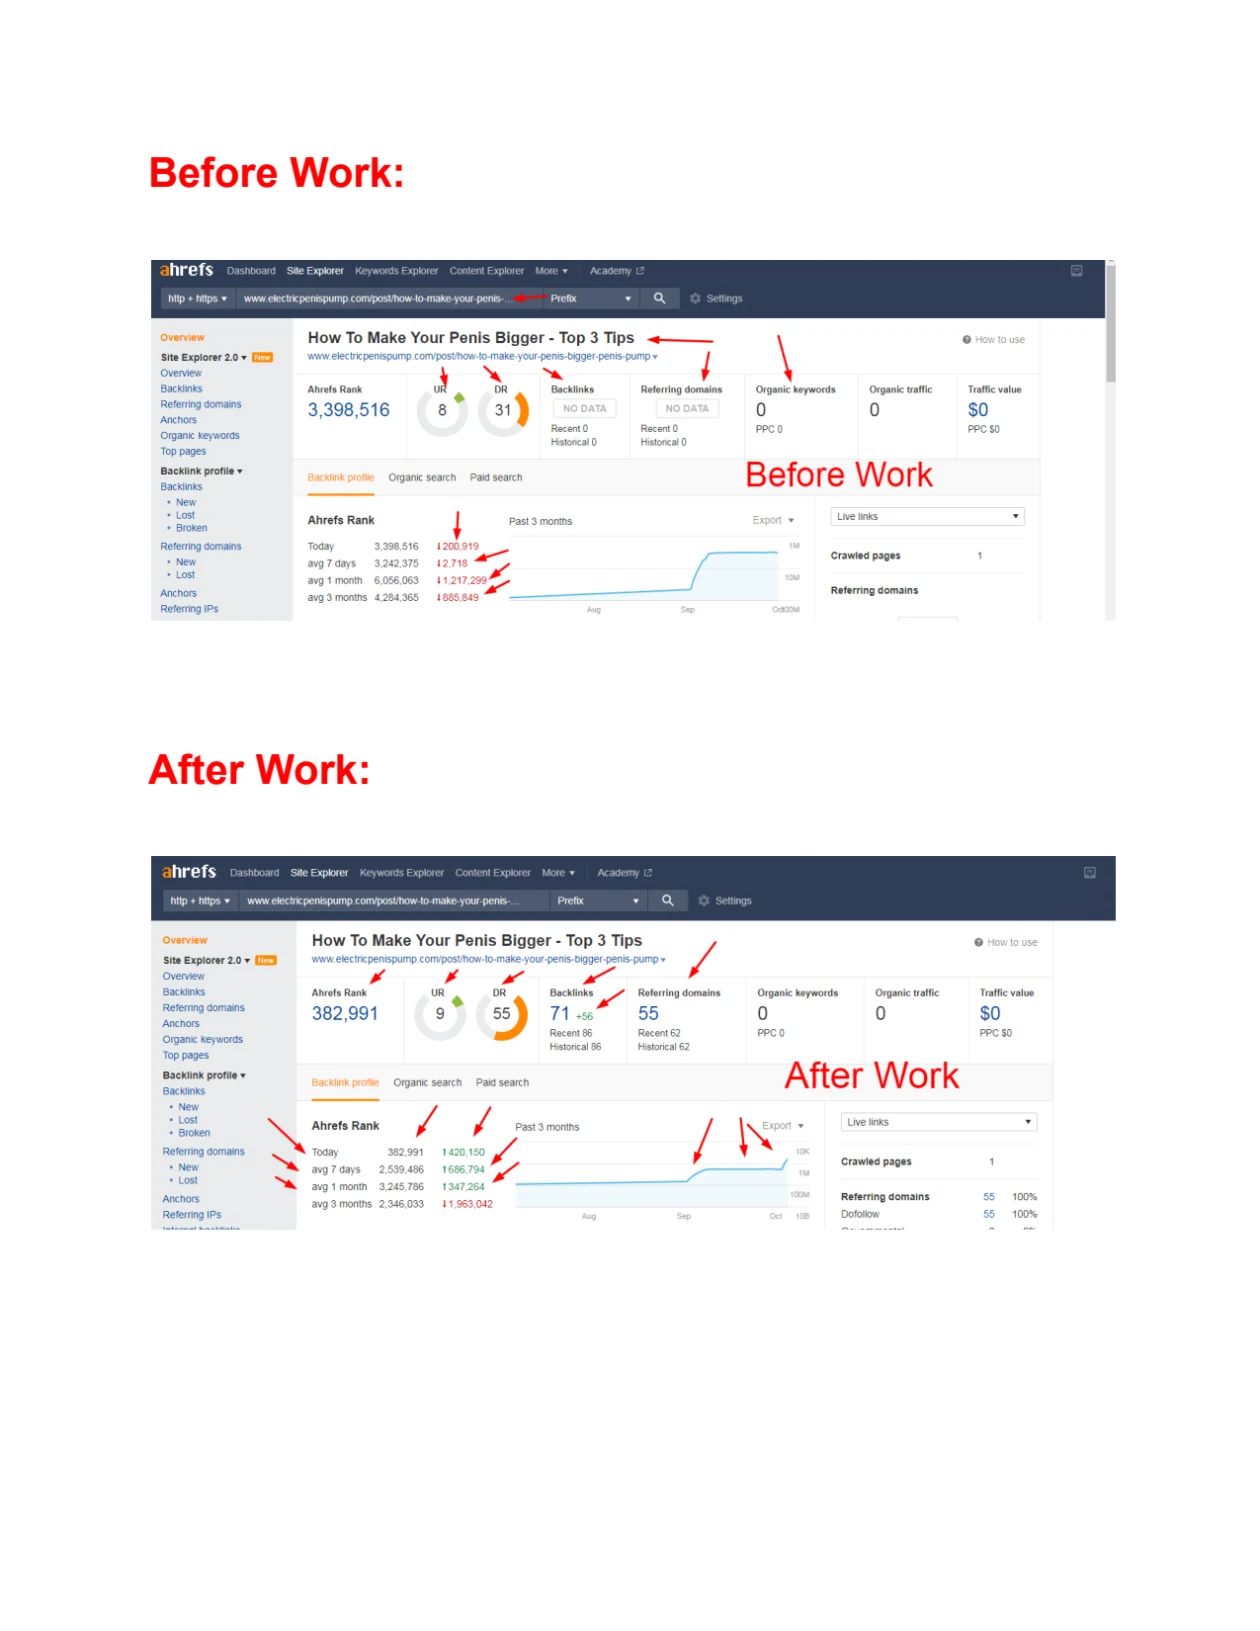 Before Work:
ahrefs Dashboard Site Explorer Keywords Explorer Content Explorer More Academy
http + https www.electricpenispump.com/post/how-to-make-your-penis-... Prefix Settings
Overview
Site Explorer 2.0 New
Overview
Backlinks
Referring domains
Anchors
Organic keywords
Top pages
Backlink profile
Backlinks
• New
• Lost
• Broken
Referring domains
• New
• Lost
Anchors
Referring IPs
How To Make Your Penis Bigger - Top 3 Tips
How to use
www.electricpenispump.com/post/how-to-make-your-penis-bigger-penis-pump
Ahrefs Rank UR DR Backlinks Referring domains Organic keywords Organic traffic Traffic value
3,398,516 8 31 NO DATA NO DATA 0 0 $0
Recent 0 Recent 0 PPC 0 PPC $0
Historical 0 Historical 0
Backlink profile Organic search Paid search
Before Work
Ahrefs Rank Past 3 months Export
Today 3,398,516 ↓200,919
avg 7 days 3,242,375 ↓2,718
avg 1 month 6,056,063 ↓1,217,299
avg 3 months 4,284,365 ↓885,849
1M
10M
Aug Sep Oct 100M
Live links
Crawled pages 1
Referring domains
After Work:
ahrefs Dashboard Site Explorer Keywords Explorer Content Explorer More Academy
http + https www.electricpenispump.com/post/how-to-make-your-penis-... Prefix Settings
Overview
Site Explorer 2.0 New
Overview
Backlinks
Referring domains
Anchors
Organic keywords
Top pages
Backlink profile
Backlinks
• New
• Lost
• Broken
Referring domains
• New
• Lost
Anchors
Referring IPs
Internal backlinks
How To Make Your Penis Bigger - Top 3 Tips
How to use
www.electricpenispump.com/post/how-to-make-your-penis-bigger-penis-pump
Ahrefs Rank UR DR Backlinks Referring domains Organic keywords Organic traffic Traffic value
382,991 9 55 71 +56 55 0 0 $0
Recent 86 Recent 62 PPC 0 PPC $0
Historical 86 Historical 62
Backlink profile Organic search Paid search
After Work
Ahrefs Rank Past 3 months Export
Today 382,991 ↑420,150
avg 7 days 2,539,486 ↑686,794
avg 1 month 3,245,786 ↑347,264
avg 3 months 2,346,033 ↓1,963,042
10K
1M
100M
Aug Sep Oct 10B
Live links
Crawled pages 1
Referring domains 55 100%
Dofollow 55 100%
Governmental 0 0%